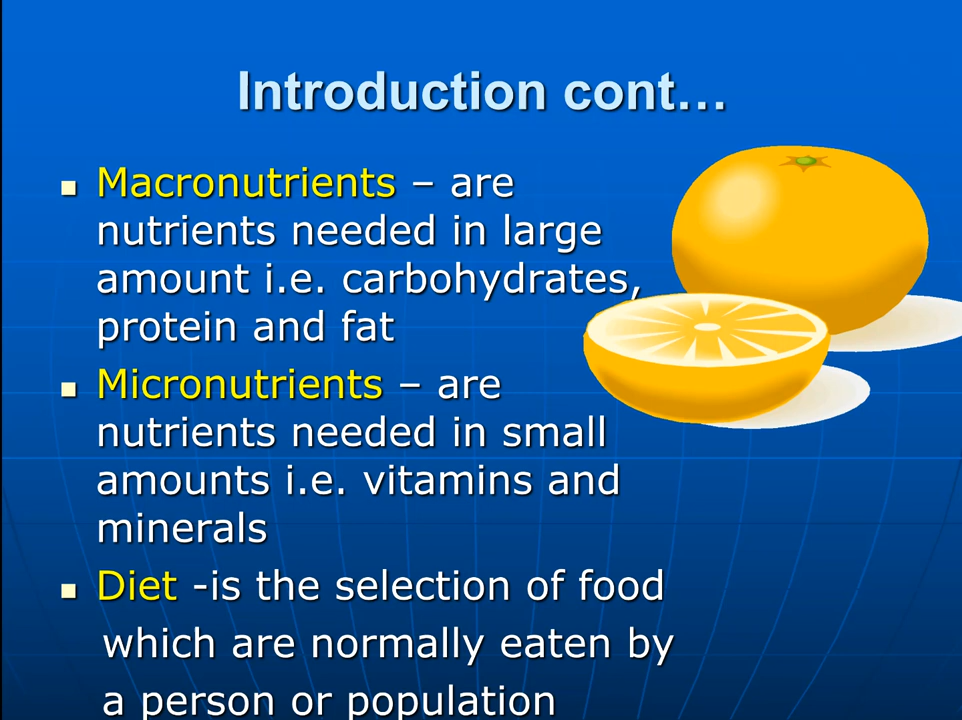 Introduction cont…
Macronutrients – are
nutrients needed in large
amount i.e. carbohydrates,
protein and fat
Micronutrients – are
nutrients needed in small
amounts i.e. vitamins and
minerals
Diet -is the selection of food
which are normally eaten by
a person or population